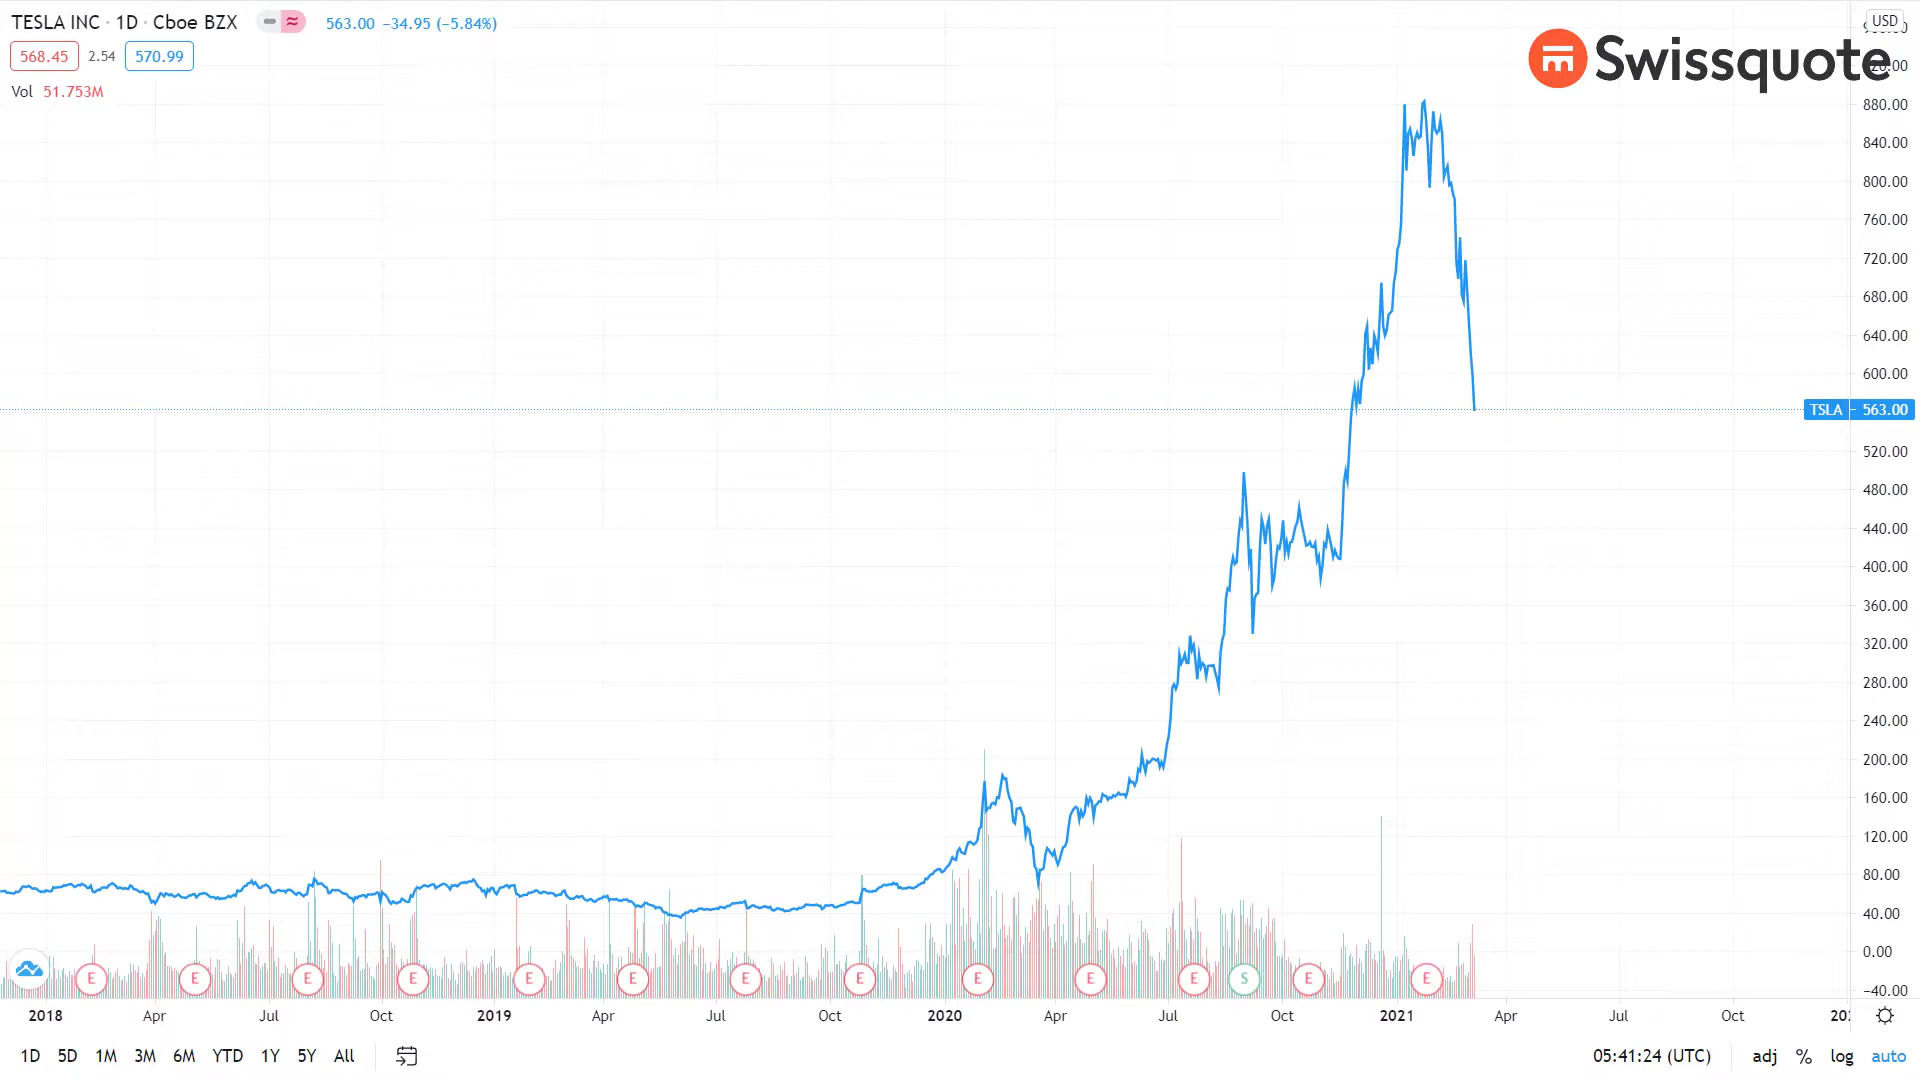 TESLA INC · 1D · Cboe BZX 563.00 −34.95 (−5.84%)
568.45 2.54 570.99
Vol 51.753M
Swissquote
USD
880.00
840.00
800.00
760.00
720.00
680.00
640.00
600.00
TSLA 563.00
520.00
480.00
440.00
400.00
360.00
320.00
280.00
240.00
200.00
160.00
120.00
80.00
40.00
0.00
−40.00
E E E E E E E E E E E S E E
2018 Apr Jul Oct 2019 Apr Jul Oct 2020 Apr Jul Oct 2021 Apr Jul Oct
1D 5D 1M 3M 6M YTD 1Y 5Y All 05:41:24 (UTC) adj % log auto